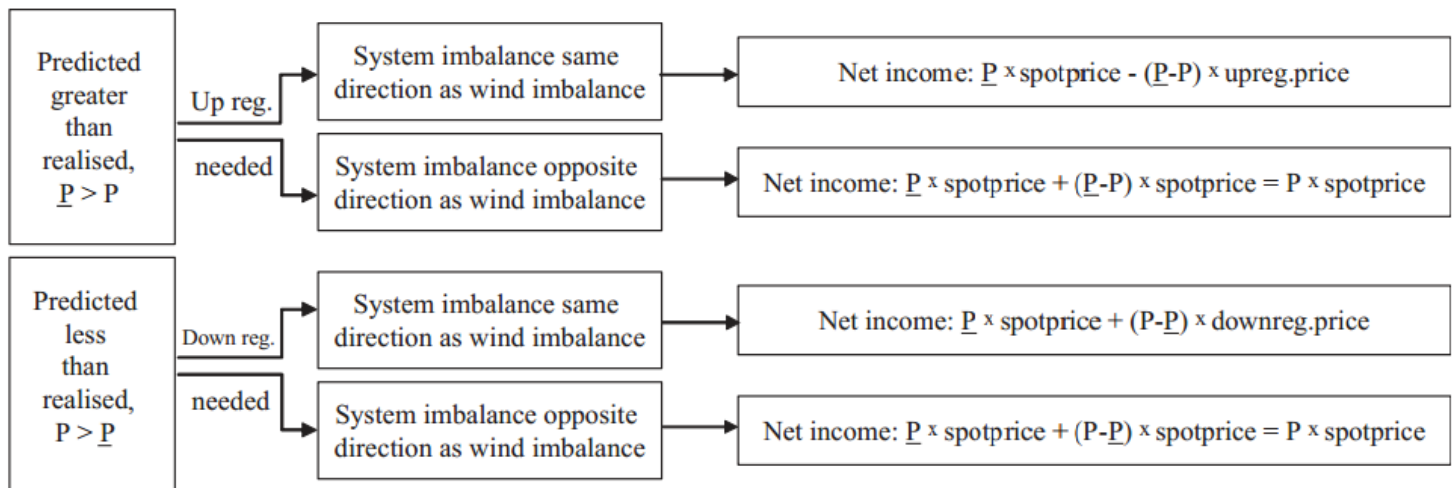 Predicted
greater
than
realised,
P > P
Up reg.
needed
System imbalance same
direction as wind imbalance
Net income: P x spotprice - (P-P) x upreg.price
System imbalance opposite
direction as wind imbalance
Net income: P x spotprice + (P-P) x spotprice = P x spotprice
Predicted
less
than
realised,
P > P
Down reg.
needed
System imbalance same
direction as wind imbalance
Net income: P x spotprice + (P-P) x downreg.price
System imbalance opposite
direction as wind imbalance
Net income: P x spotprice + (P-P) x spotprice = P x spotprice